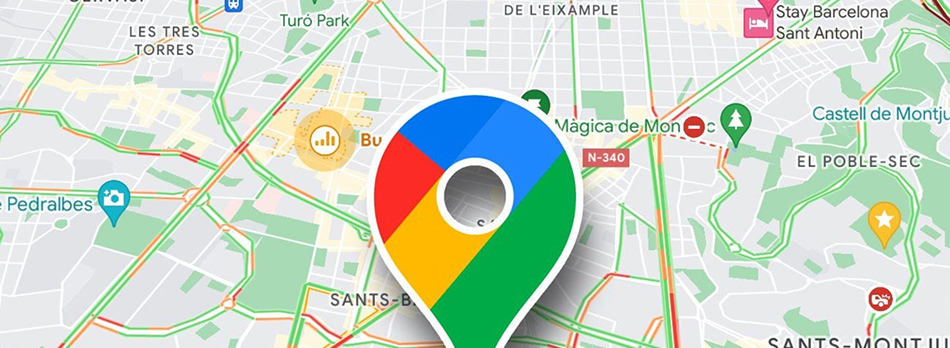 Turó Park
DE L'EIXAMPLE
Stay Barcelona
Sant Antoni
LES TRES
TORRES
Castell de Montju
Màgica de Mon
c
N-340
Bu
EL POBLE-SEC
Pedralbes
SANTS-B
SANTS-MONTJU